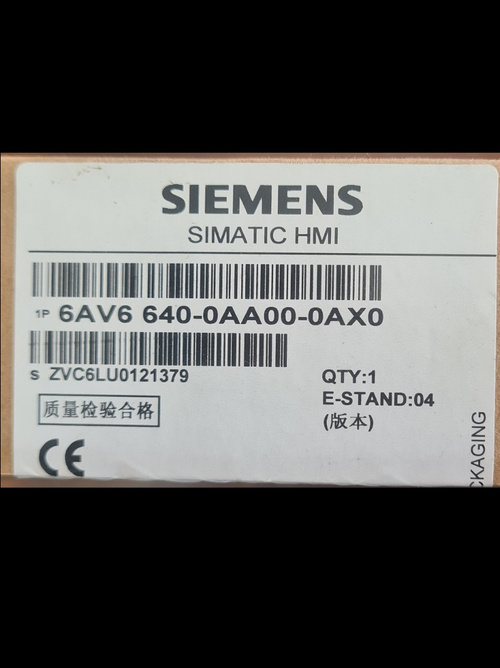 SIEMENS
SIMATIC HMI
1P 6AV6 640-0AA00-0AX0
S ZVC6LU0121379
QTY:1
E-STAND:04
(版本)
质量检验合格
CE